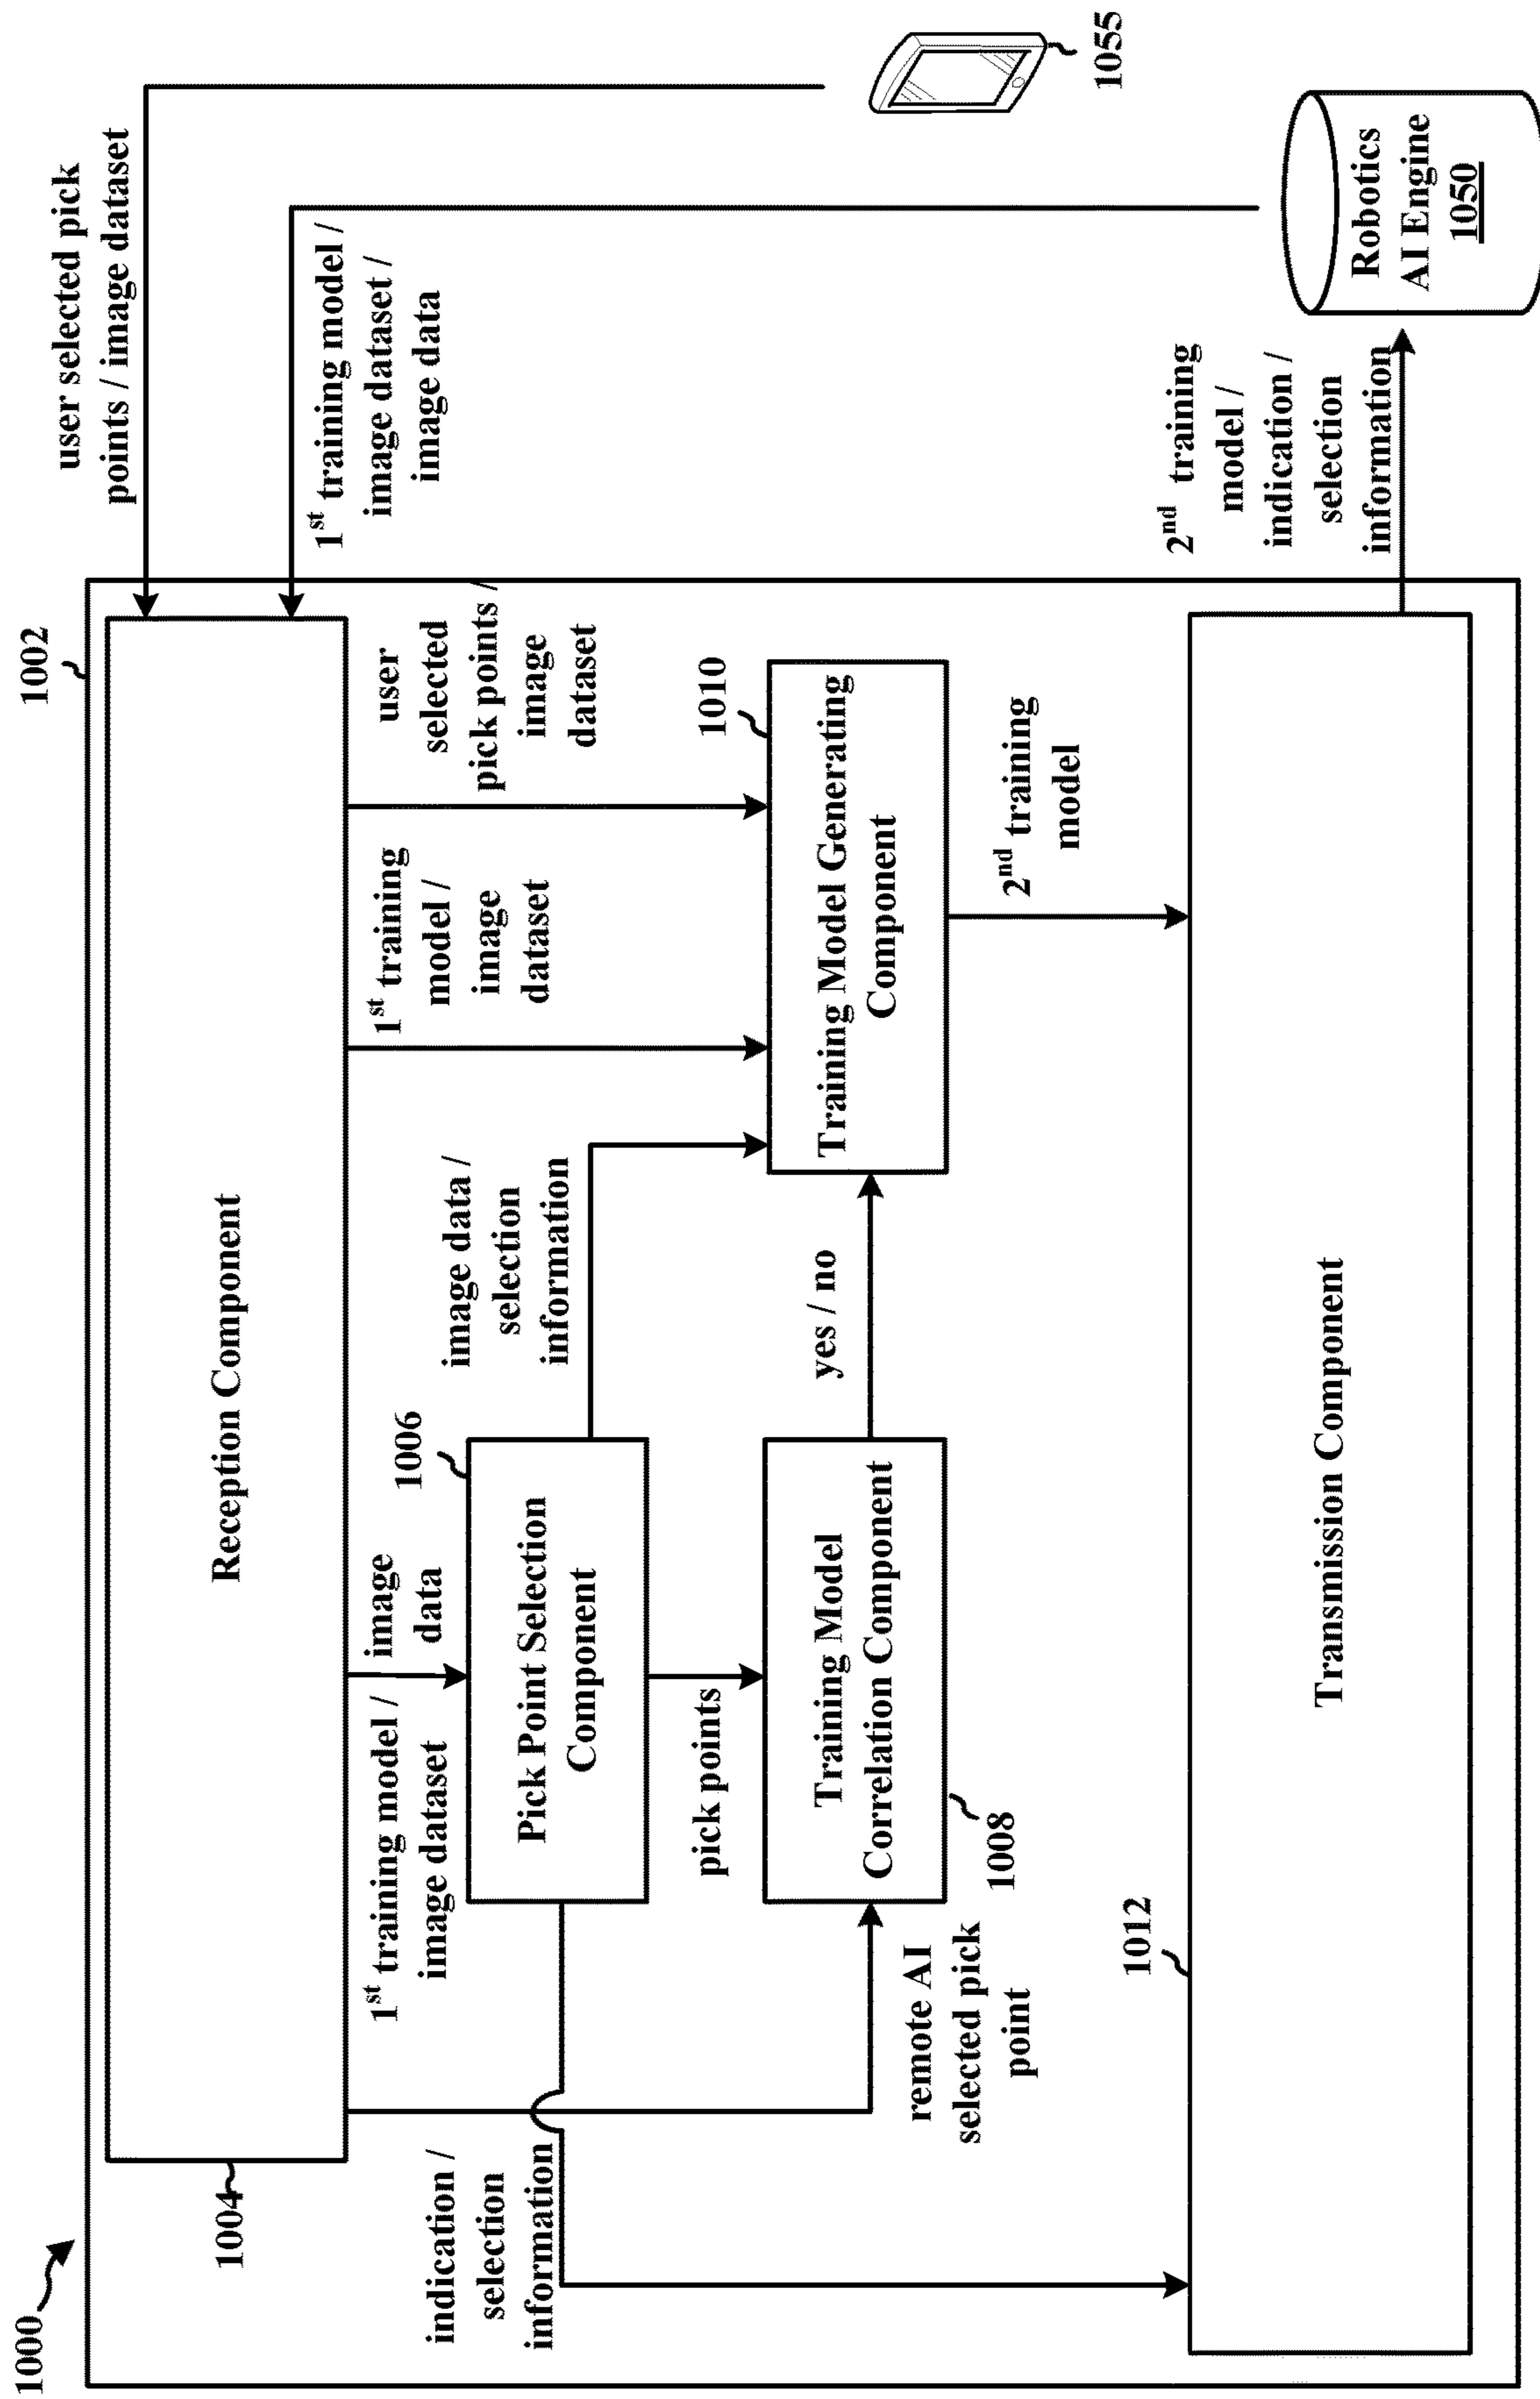 1000
1002
1004
Reception Component
user selected pick
points / image dataset
1st training model /
image dataset /
image data
1055
Robotics
AI Engine
1050
indication /
selection
information
1st training model /
image dataset
image
data
1006
Pick Point Selection
Component
image data /
selection
information
1st training
model /
image
dataset
user
selected
pick points /
image
dataset
pick points
remote AI
selected pick
point
1008
Training Model
Correlation Component
yes / no
1010
Training Model Generating
Component
2nd training
model
1012
Transmission Component
2nd training
model /
indication /
selection
information